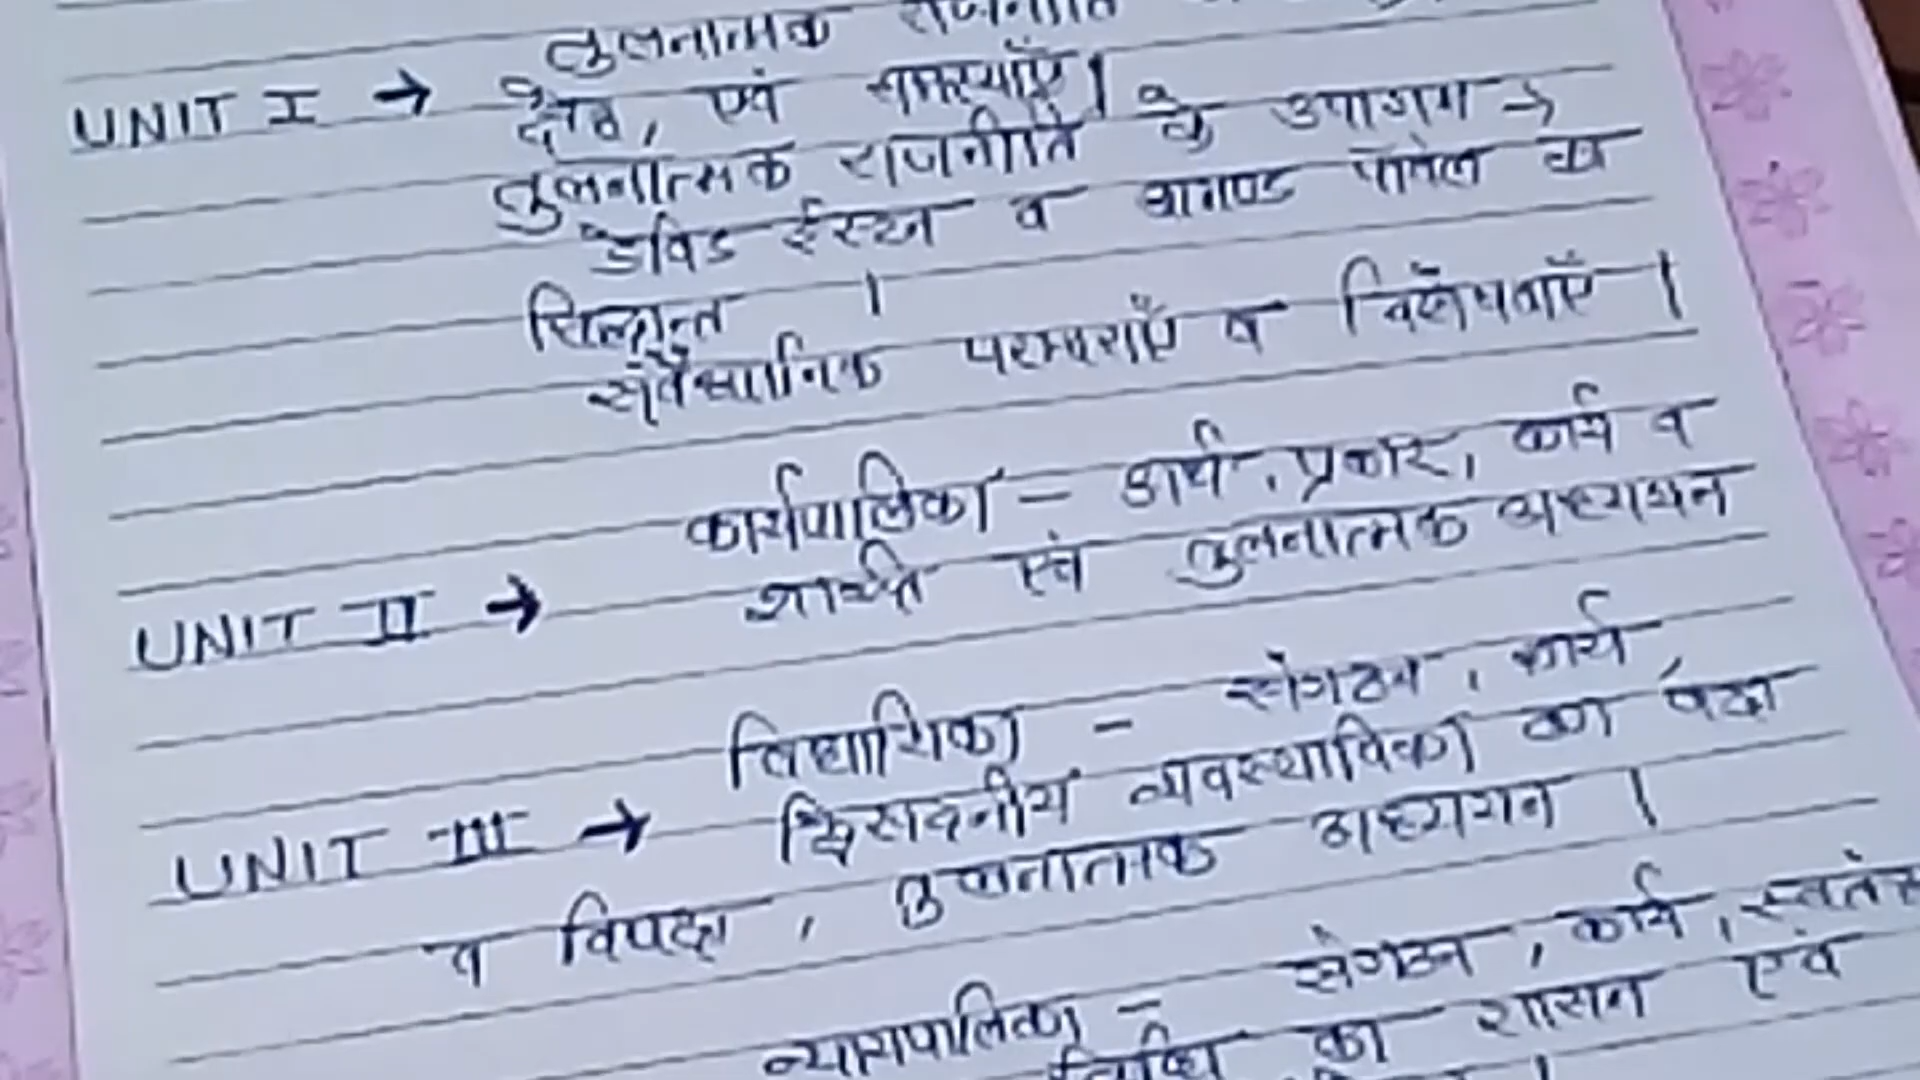 तुलनात्मक राजनीति
UNIT I → क्षेत्र, एवं समस्याएँ।
तुलनात्मक राजनीति के उपागम →
डेविड ईस्टन व आमण्ड पॉवेल का
सिद्धान्त ।
संवैधानिक परम्पराएँ व विशेषताएँ ।
कार्यपालिका - अर्थ, प्रकार, कार्य व
UNIT II → शक्ति एवं तुलनात्मक अध्ययन
विधायिका - संगठन, कार्य,
UNIT III → द्विसदनीय व्यवस्थापिका का पक्ष
व विपक्ष, तुलनात्मक अध्ययन ।
न्यायपालिका - संगठन, कार्य,
विधि का शासन एवं